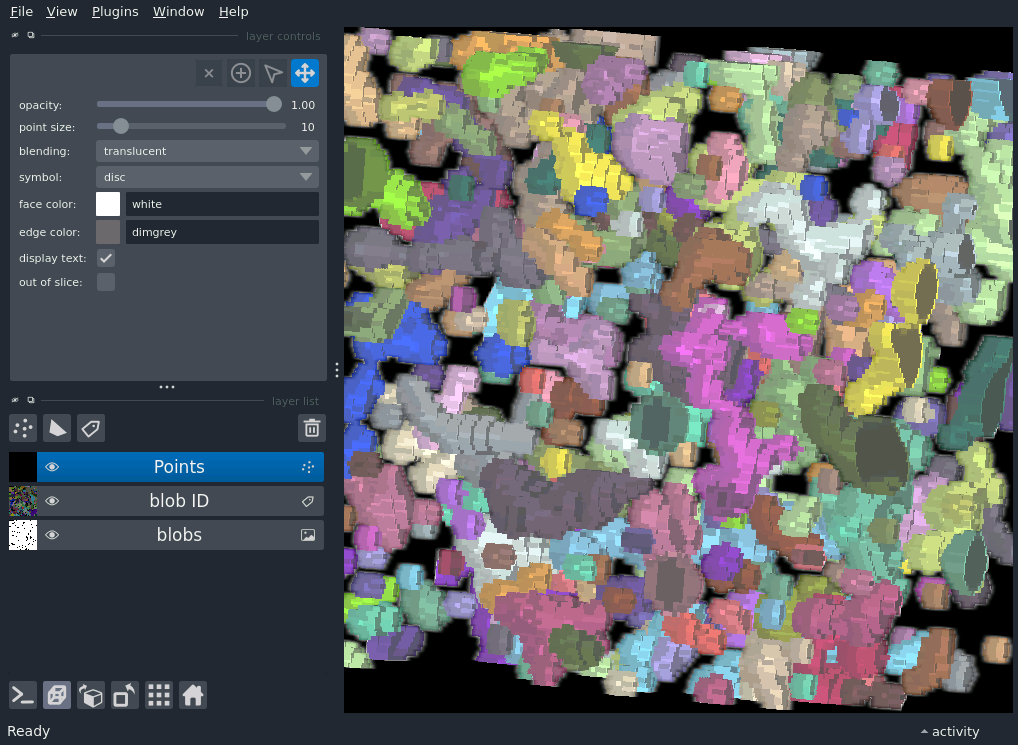 File View Plugins Window Help
layer controls
opacity: 1.00
point size: 10
blending: translucent
symbol: disc
face color: white
edge color: dimgrey
display text:
out of slice:
layer list
Points
blob ID
blobs
Ready
activity